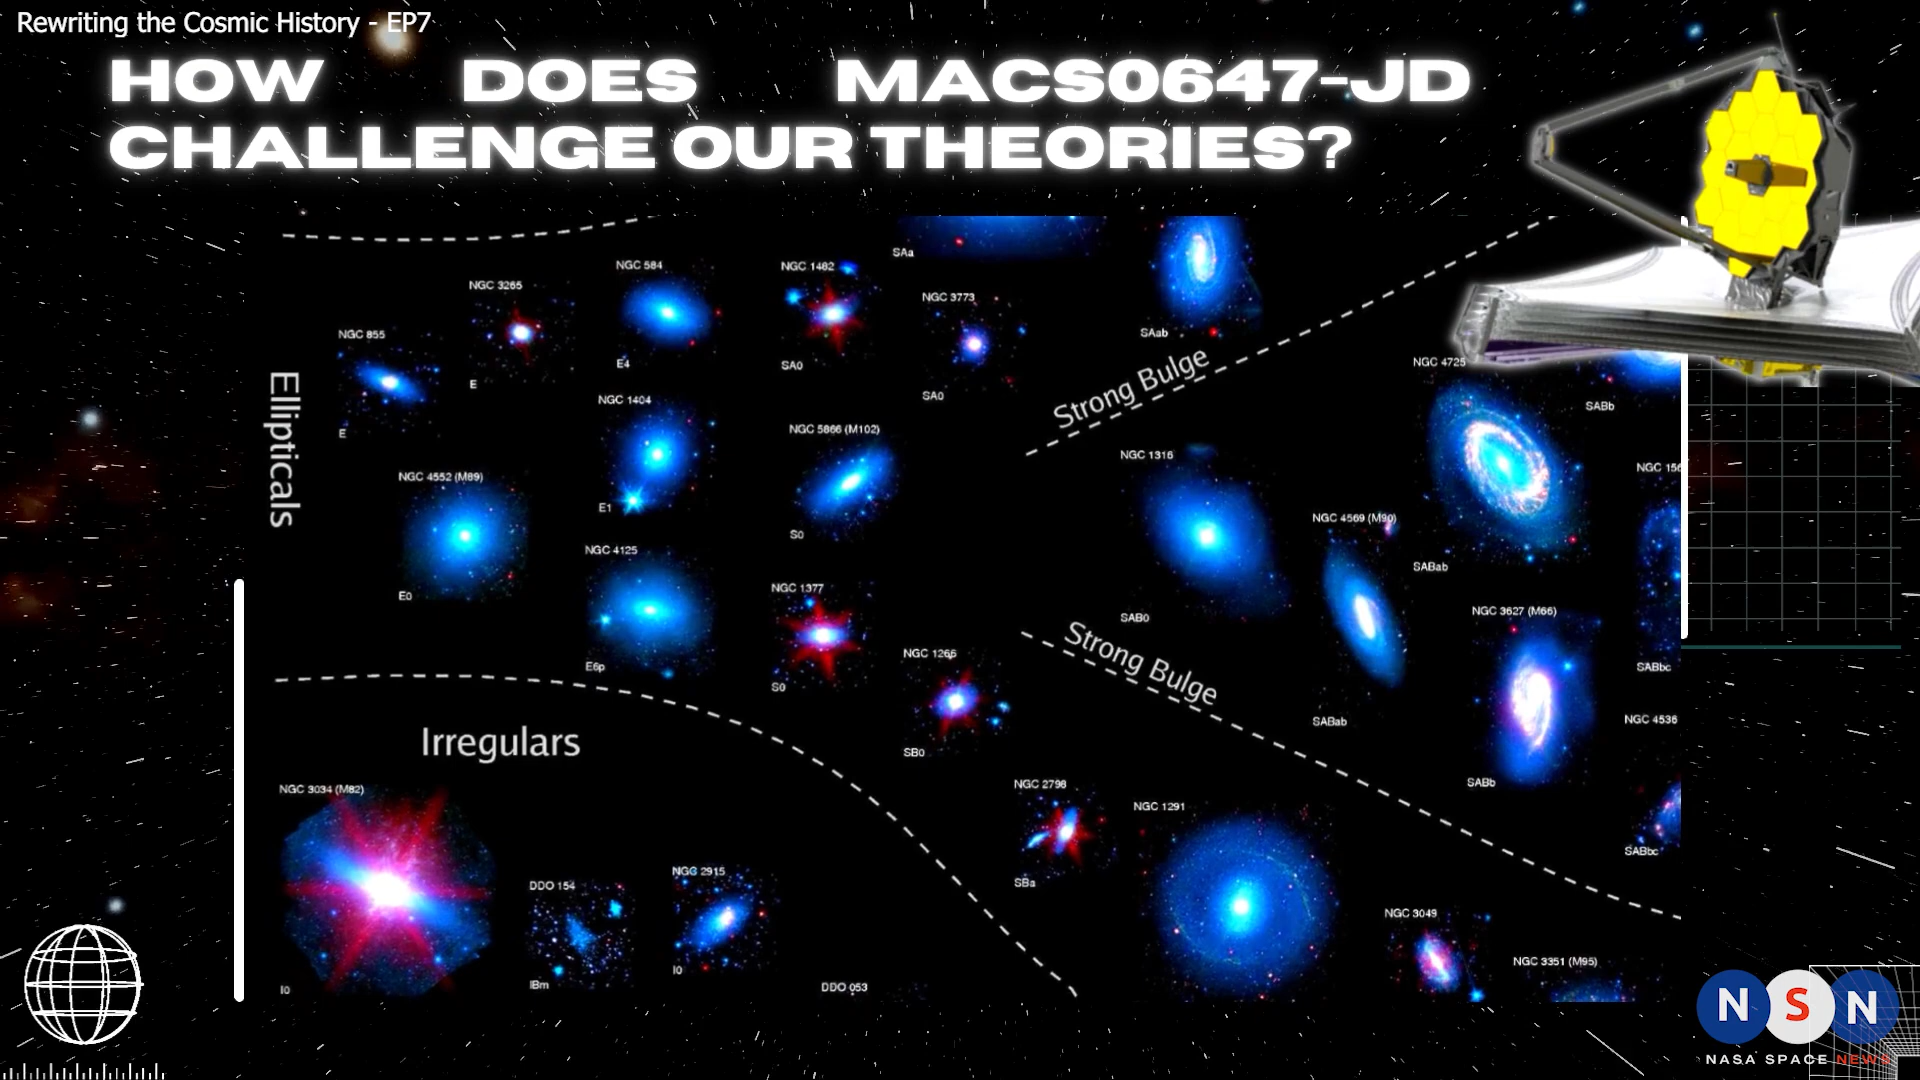 Rewriting the Cosmic History - EP7
HOW DOES MACS0647-JD
CHALLENGE OUR THEORIES?
SAa
NGC 584
NGC 1482
NGC 3265
NGC 3773
NGC 855
SAab
E4
SA0
E
SA0
Strong Bulge
NGC 4725
Ellipticals
NGC 1404
SABb
E
NGC 5866 (M102)
NGC 1316
NGC 4552 (M89)
E1
NGC 4569 (M90)
S0
NGC 4125
SABab
E0
NGC 1377
NGC 3627 (M66)
SAB0
Strong Bulge
NGC 1266
E6p
SABbc
S0
SABab
NGC 4536
Irregulars
SB0
NGC 3034 (M82)
NGC 2798
SABb
NGC 1291
SABbc
NGC 2915
DDO 154
SBa
NGC 3049
NGC 3351 (M95)
I0
IBm
I0
DDO 053
NSN
NASA SPACE NEWS